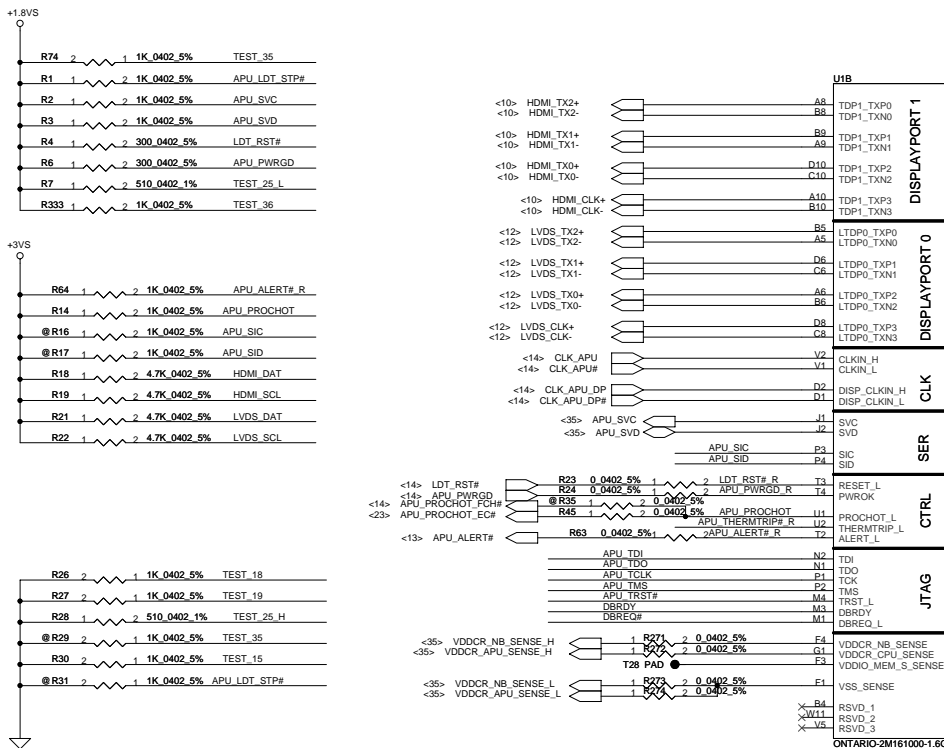 +1.8VS
R74 2 1 1K_0402_5% TEST_35
R1 1 2 1K_0402_5% APU_LDT_STP#
R2 1 2 1K_0402_5% APU_SVC
R3 1 2 1K_0402_5% APU_SVD
R4 1 2 300_0402_5% LDT_RST#
R6 1 2 300_0402_5% APU_PWRGD
R7 1 2 510_0402_1% TEST_25_L
R333 1 2 1K_0402_5% TEST_36
+3VS
R64 1 2 1K_0402_5% APU_ALERT#_R
R14 1 2 1K_0402_5% APU_PROCHOT
@R16 1 2 1K_0402_5% APU_SIC
@R17 1 2 1K_0402_5% APU_SID
R18 1 2 4.7K_0402_5% HDMI_DAT
R19 1 2 4.7K_0402_5% HDMI_SCL
R21 1 2 4.7K_0402_5% LVDS_DAT
R22 1 2 4.7K_0402_5% LVDS_SCL
R26 2 1 1K_0402_5% TEST_18
R27 2 1 1K_0402_5% TEST_19
R28 1 2 510_0402_1% TEST_25_H
@R29 2 1 1K_0402_5% TEST_35
R30 2 1 1K_0402_5% TEST_15
@R31 2 1 1K_0402_5% APU_LDT_STP#
U1B
<10> HDMI_TX2+ A8 TDP1_TXP0
<10> HDMI_TX2- B8 TDP1_TXN0
<10> HDMI_TX1+ B9 TDP1_TXP1
<10> HDMI_TX1- A9 TDP1_TXN1
<10> HDMI_TX0+ D10 TDP1_TXP2
<10> HDMI_TX0- C10 TDP1_TXN2
<10> HDMI_CLK+ A10 TDP1_TXP3
<10> HDMI_CLK- B10 TDP1_TXN3
DISPLAYPORT 1
<12> LVDS_TX2+ B5 LTDP0_TXP0
<12> LVDS_TX2- A5 LTDP0_TXN0
<12> LVDS_TX1+ D6 LTDP0_TXP1
<12> LVDS_TX1- C6 LTDP0_TXN1
<12> LVDS_TX0+ A6 LTDP0_TXP2
<12> LVDS_TX0- B6 LTDP0_TXN2
<12> LVDS_CLK+ D8 LTDP0_TXP3
<12> LVDS_CLK- C8 LTDP0_TXN3
DISPLAYPORT 0
<14> CLK_APU V2 CLKIN_H
<14> CLK_APU# V1 CLKIN_L
<14> CLK_APU_DP D2 DISP_CLKIN_H
<14> CLK_APU_DP# D1 DISP_CLKIN_L
CLK
<35> APU_SVC J1 SVC
<35> APU_SVD J2 SVD
APU_SIC P3 SIC
APU_SID P4 SID
SER
<14> LDT_RST# R23 0_0402_5% 1 2 LDT_RST#_R T3 RESET_L
<14> APU_PWRGD R24 0_0402_5% 1 2 APU_PWRGD_R T4 PWROK
<14> APU_PROCHOT_FCH# @R35 1 2 0_0402_5%
<23> APU_PROCHOT_EC# R45 1 2 0_0402_5% APU_PROCHOT U1 PROCHOT_L
APU_THERMTRIP#_R U2 THERMTRIP_L
<13> APU_ALERT# R63 0_0402_5% 1 2 APU_ALERT#_R T2 ALERT_L
CTRL
APU_TDI N2 TDI
APU_TDO N1 TDO
APU_TCLK P1 TCK
APU_TMS P2 TMS
APU_TRST# M4 TRST_L
DBRDY M3 DBRDY
DBREQ# M1 DBREQ_L
JTAG
<35> VDDCR_NB_SENSE_H 1 R271 2 0_0402_5% F4 VDDCR_NB_SENSE
<35> VDDCR_APU_SENSE_H 1 R272 2 0_0402_5% G1 VDDCR_CPU_SENSE
T28 PAD F3 VDDIO_MEM_S_SENSE
<35> VDDCR_NB_SENSE_L 1 R273 2 0_0402_5% F1 VSS_SENSE
<35> VDDCR_APU_SENSE_L 1 R274 2 0_0402_5%
B4 RSVD_1
W11 RSVD_2
V5 RSVD_3